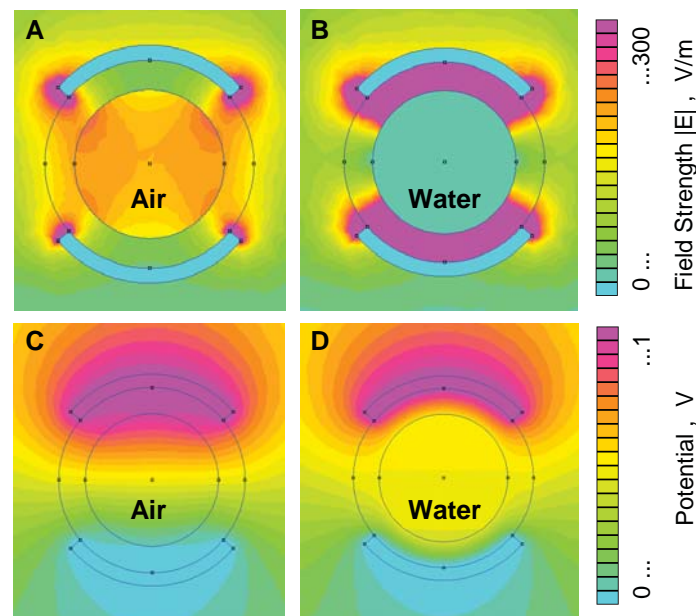 A
Air
B
Water
0 ... ...300
Field Strength |E| , V/m
C
Air
D
Water
0 ... ...1
Potential , V